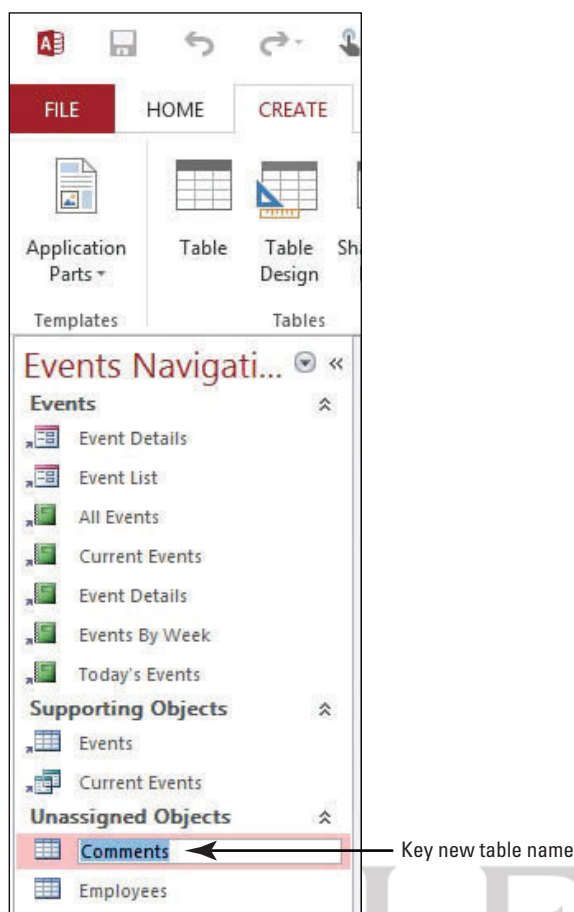 FILE HOME CREATE
Application Parts
Table
Table Design
Templates
Tables
Events Navigati...
Events
Event Details
Event List
All Events
Current Events
Event Details
Events By Week
Today's Events
Supporting Objects
Events
Current Events
Unassigned Objects
Comments
Key new table name
Employees